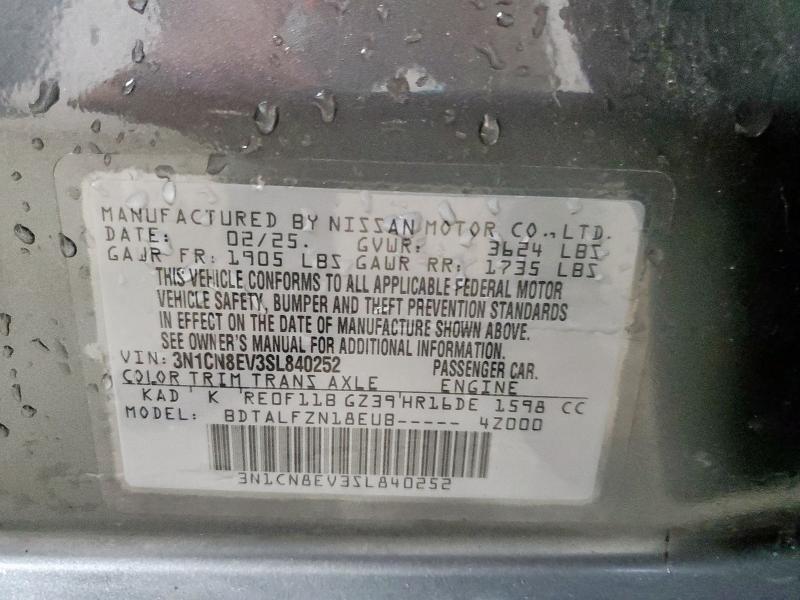 MANUFACTURED BY NISSAN MOTOR CO., LTD.
DATE: 02/25. GVWR: 3624 LBS
GAWR FR: 1905 LBS GAWR RR: 1735 LBS
THIS VEHICLE CONFORMS TO ALL APPLICABLE FEDERAL MOTOR
VEHICLE SAFETY, BUMPER AND THEFT PREVENTION STANDARDS
IN EFFECT ON THE DATE OF MANUFACTURE SHOWN ABOVE.
SEE OWNER'S MANUAL FOR ADDITIONAL INFORMATION.
VIN: 3N1CN8EV3SL840252 PASSENGER CAR.
COLOR TRIM TRANS AXLE ENGINE
KAD K RE0F11B GZ39 HR16DE 1598 CC
MODEL: BDTALFZN18EUB----- 4Z000
3N1CN8EV3SL840252